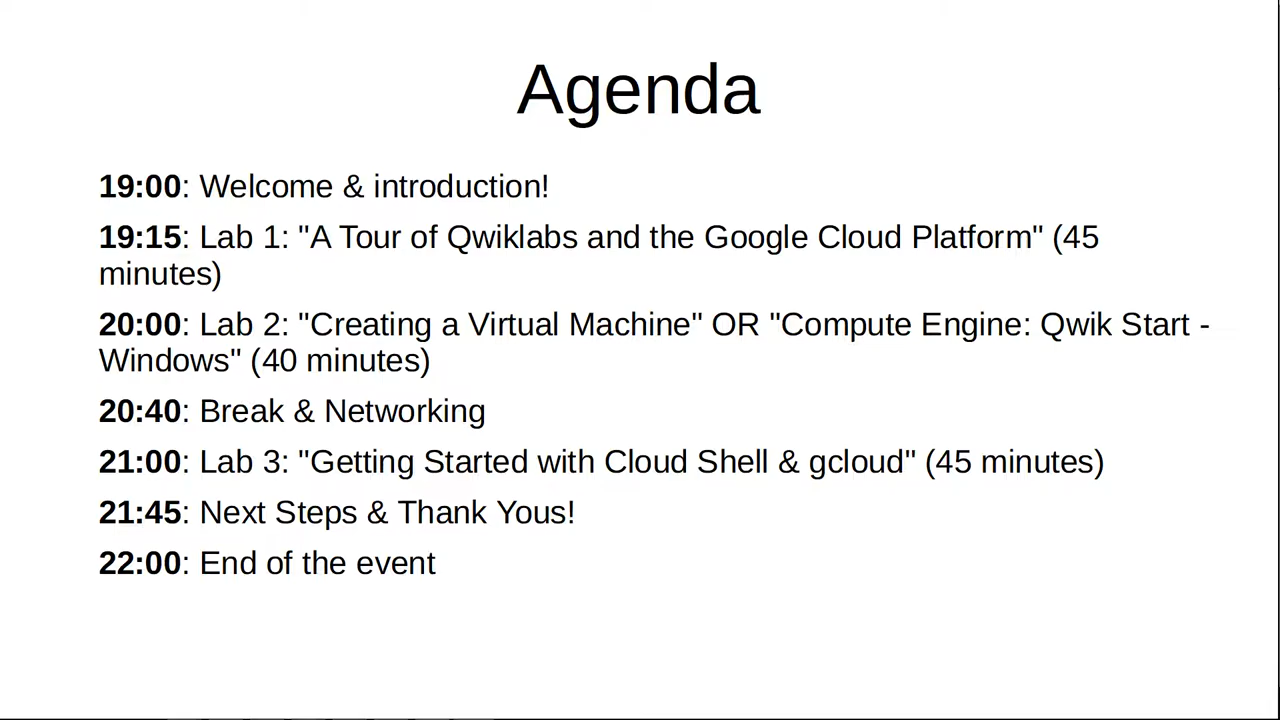 Agenda
19:00: Welcome & introduction!
19:15: Lab 1: "A Tour of Qwiklabs and the Google Cloud Platform" (45
minutes)
20:00: Lab 2: "Creating a Virtual Machine" OR "Compute Engine: Qwik Start -
Windows" (40 minutes)
20:40: Break & Networking
21:00: Lab 3: "Getting Started with Cloud Shell & gcloud" (45 minutes)
21:45: Next Steps & Thank Yous!
22:00: End of the event